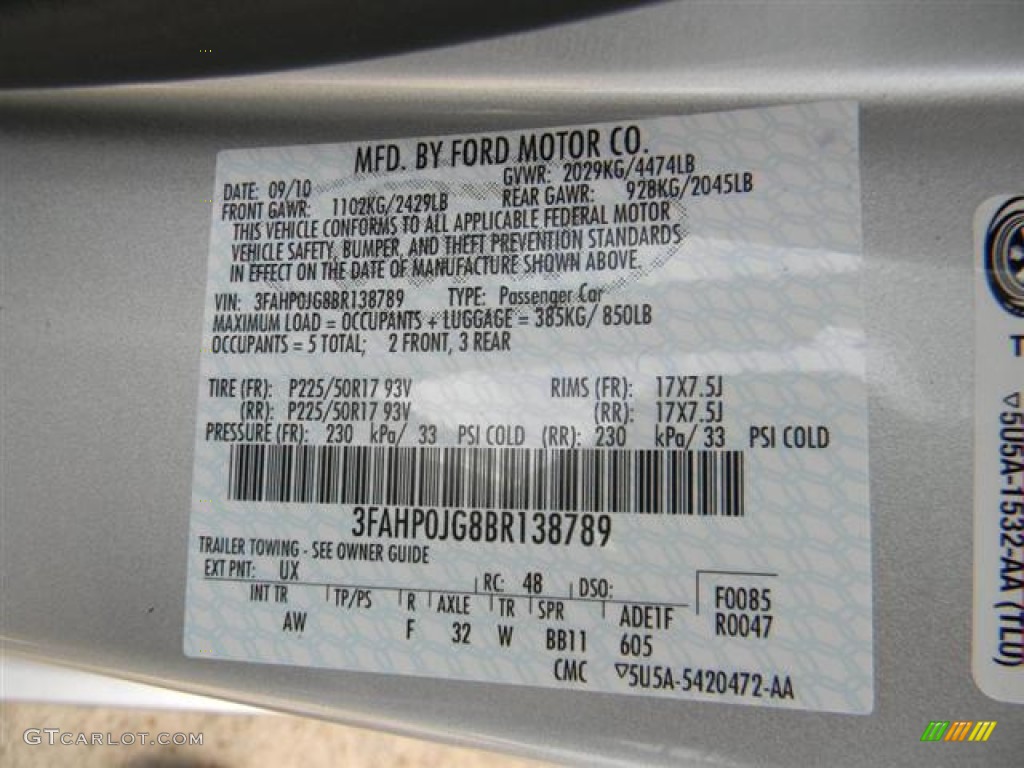 MFD. BY FORD MOTOR CO.
DATE: 09/10 GVWR: 2029KG/4474LB
FRONT GAWR: 1102KG/2429LB REAR GAWR: 928KG/2045LB
THIS VEHICLE CONFORMS TO ALL APPLICABLE FEDERAL MOTOR
VEHICLE SAFETY, BUMPER, AND THEFT PREVENTION STANDARDS
IN EFFECT ON THE DATE OF MANUFACTURE SHOWN ABOVE.
VIN: 3FAHP0JG8BR138789 TYPE: Passenger Car
MAXIMUM LOAD = OCCUPANTS + LUGGAGE = 385KG/ 850LB
OCCUPANTS = 5 TOTAL; 2 FRONT, 3 REAR
TIRE (FR): P225/50R17 93V RIMS (FR): 17X7.5J
(RR): P225/50R17 93V (RR): 17X7.5J
PRESSURE (FR): 230 kPa/ 33 PSI COLD (RR): 230 kPa/ 33 PSI COLD
3FAHP0JG8BR138789
TRAILER TOWING - SEE OWNER GUIDE
EXT PNT: UX RC: 48 DSO: F0085
INT TR TP/PS R AXLE TR SPR ADE1F R0047
AW F 32 W BB11 605
CMC ▽5U5A-5420472-AA
T
▽5U5A-1532-AA (TLU)
GTCARLOT.COM